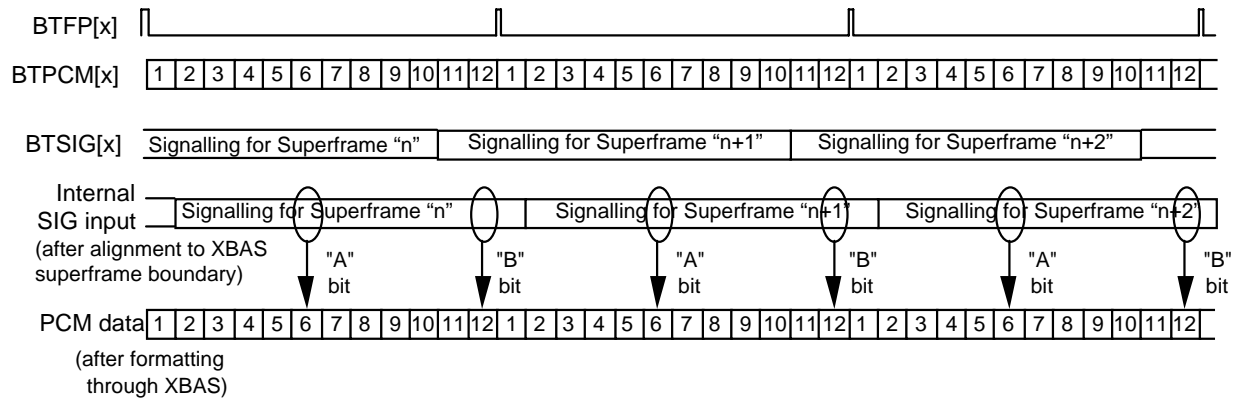 BTFP[x]
BTPCM[x] 1 2 3 4 5 6 7 8 9 10 11 12 1 2 3 4 5 6 7 8 9 10 11 12 1 2 3 4 5 6 7 8 9 10 11 12
BTSIG[x] Signalling for Superframe “n” Signalling for Superframe “n+1” Signalling for Superframe “n+2”
Internal
SIG input
(after alignment to XBAS
superframe boundary)
Signalling for Superframe “n” Signalling for Superframe “n+1” Signalling for Superframe “n+2”
"A" "B" "A" "B" "A" "B"
bit bit bit bit bit bit
PCM data 1 2 3 4 5 6 7 8 9 10 11 12 1 2 3 4 5 6 7 8 9 10 11 12 1 2 3 4 5 6 7 8 9 10 11 12
(after formatting
through XBAS)